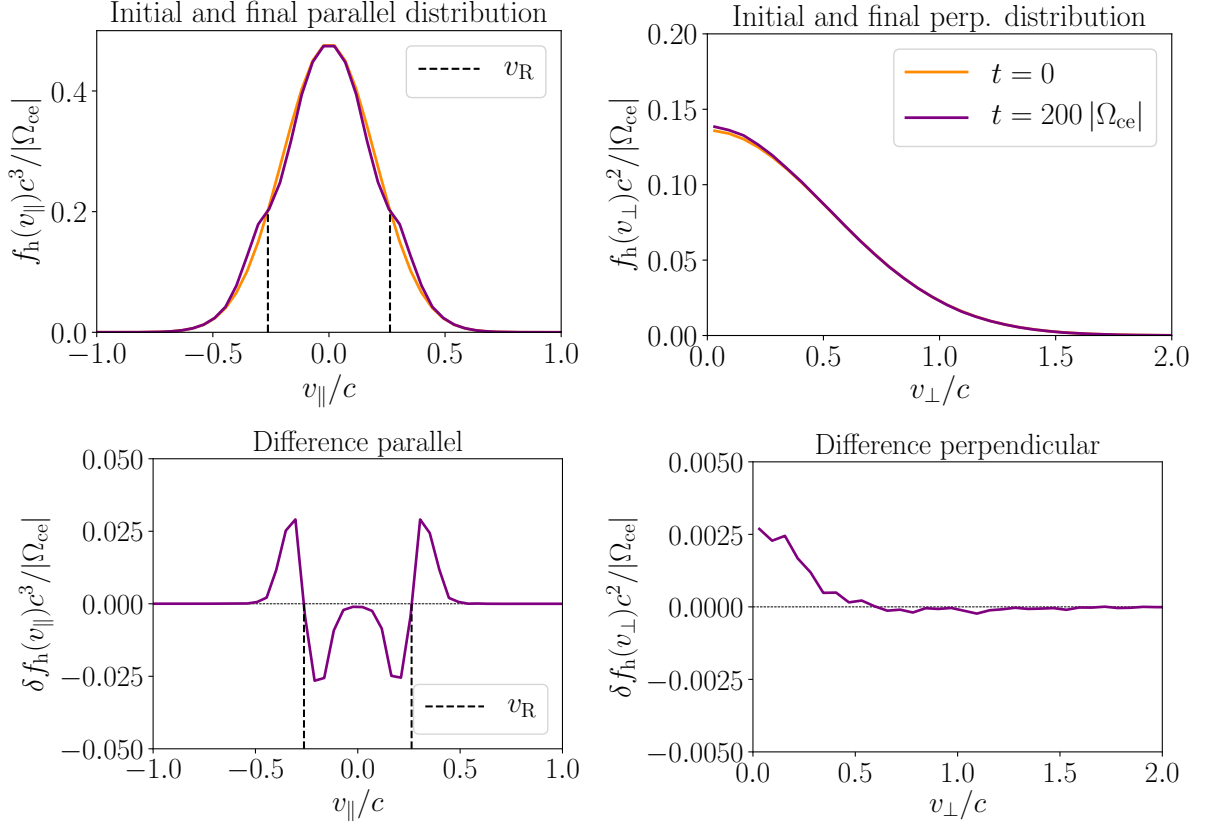 Initial and final parallel distribution
f_h(v_∥)c^3/|Ω_ce|
0.4
0.2
0.0
−1.0 −0.5 0.0 0.5 1.0
v_∥/c
v_R
Initial and final perp. distribution
f_h(v_⊥)c^2/|Ω_ce|
0.20
0.15
0.10
0.05
0.00
0.0 0.5 1.0 1.5 2.0
v_⊥/c
t = 0
t = 200 |Ω_ce|
Difference parallel
δf_h(v_∥)c^3/|Ω_ce|
0.050
0.025
0.000
−0.025
−0.050
−1.0 −0.5 0.0 0.5 1.0
v_∥/c
v_R
Difference perpendicular
δf_h(v_⊥)c^2/|Ω_ce|
0.0050
0.0025
0.0000
−0.0025
−0.0050
0.0 0.5 1.0 1.5 2.0
v_⊥/c